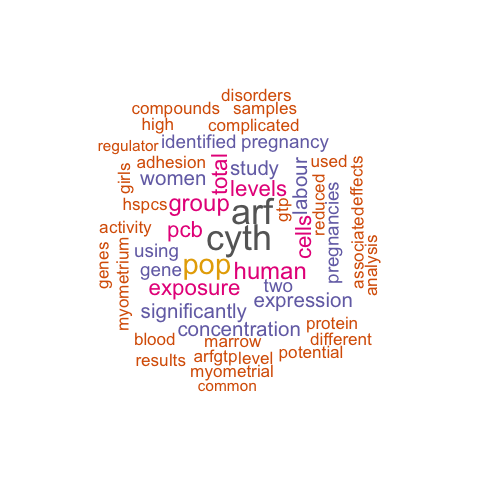 disorders
compounds samples
high complicated
regulator identified pregnancy
adhesion total study labour used
girls women levels
hspcs group arf gtp reduced pregnancies associated effects
activity pcb cyth cells analysis
genes myometrium using
gene pop human
exposure two
significantly expression
concentration protein
blood marrow different
results arfgtp level potential
myometrial
common